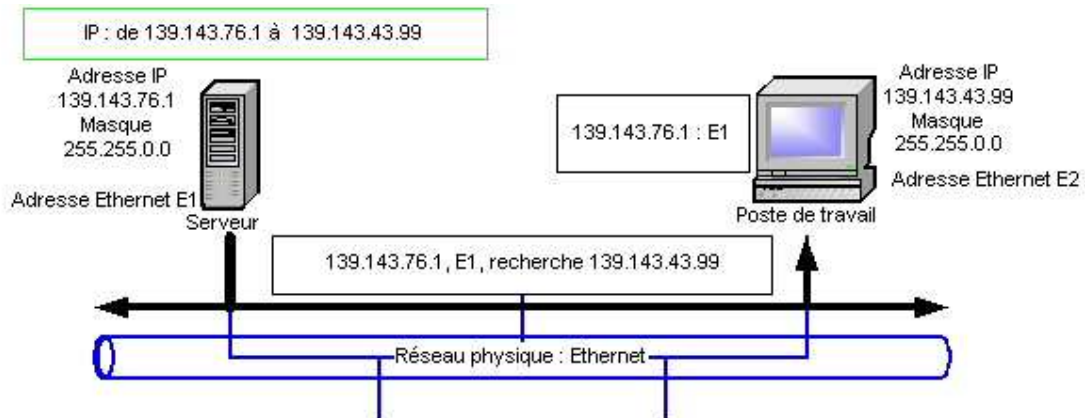 IP : de 139.143.76.1 à 139.143.43.99
Adresse IP
139.143.76.1
Masque
255.255.0.0
Adresse Ethernet E1
Serveur
139.143.76.1 : E1
Adresse IP
139.143.43.99
Masque
255.255.0.0
Adresse Ethernet E2
Poste de travail
139.143.76.1, E1, recherche 139.143.43.99
Réseau physique : Ethernet